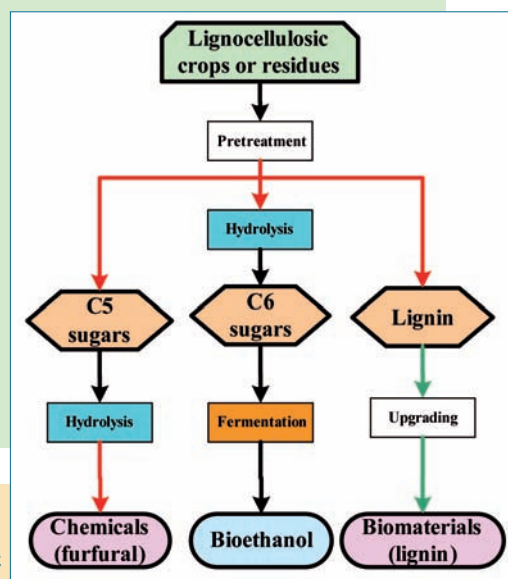 Lignocellulosic
crops or residues
Pretreatment
Hydrolysis
C5
sugars
C6
sugars
Lignin
Hydrolysis
Fermentation
Upgrading
Chemicals
(furfural)
Bioethanol
Biomaterials
(lignin)